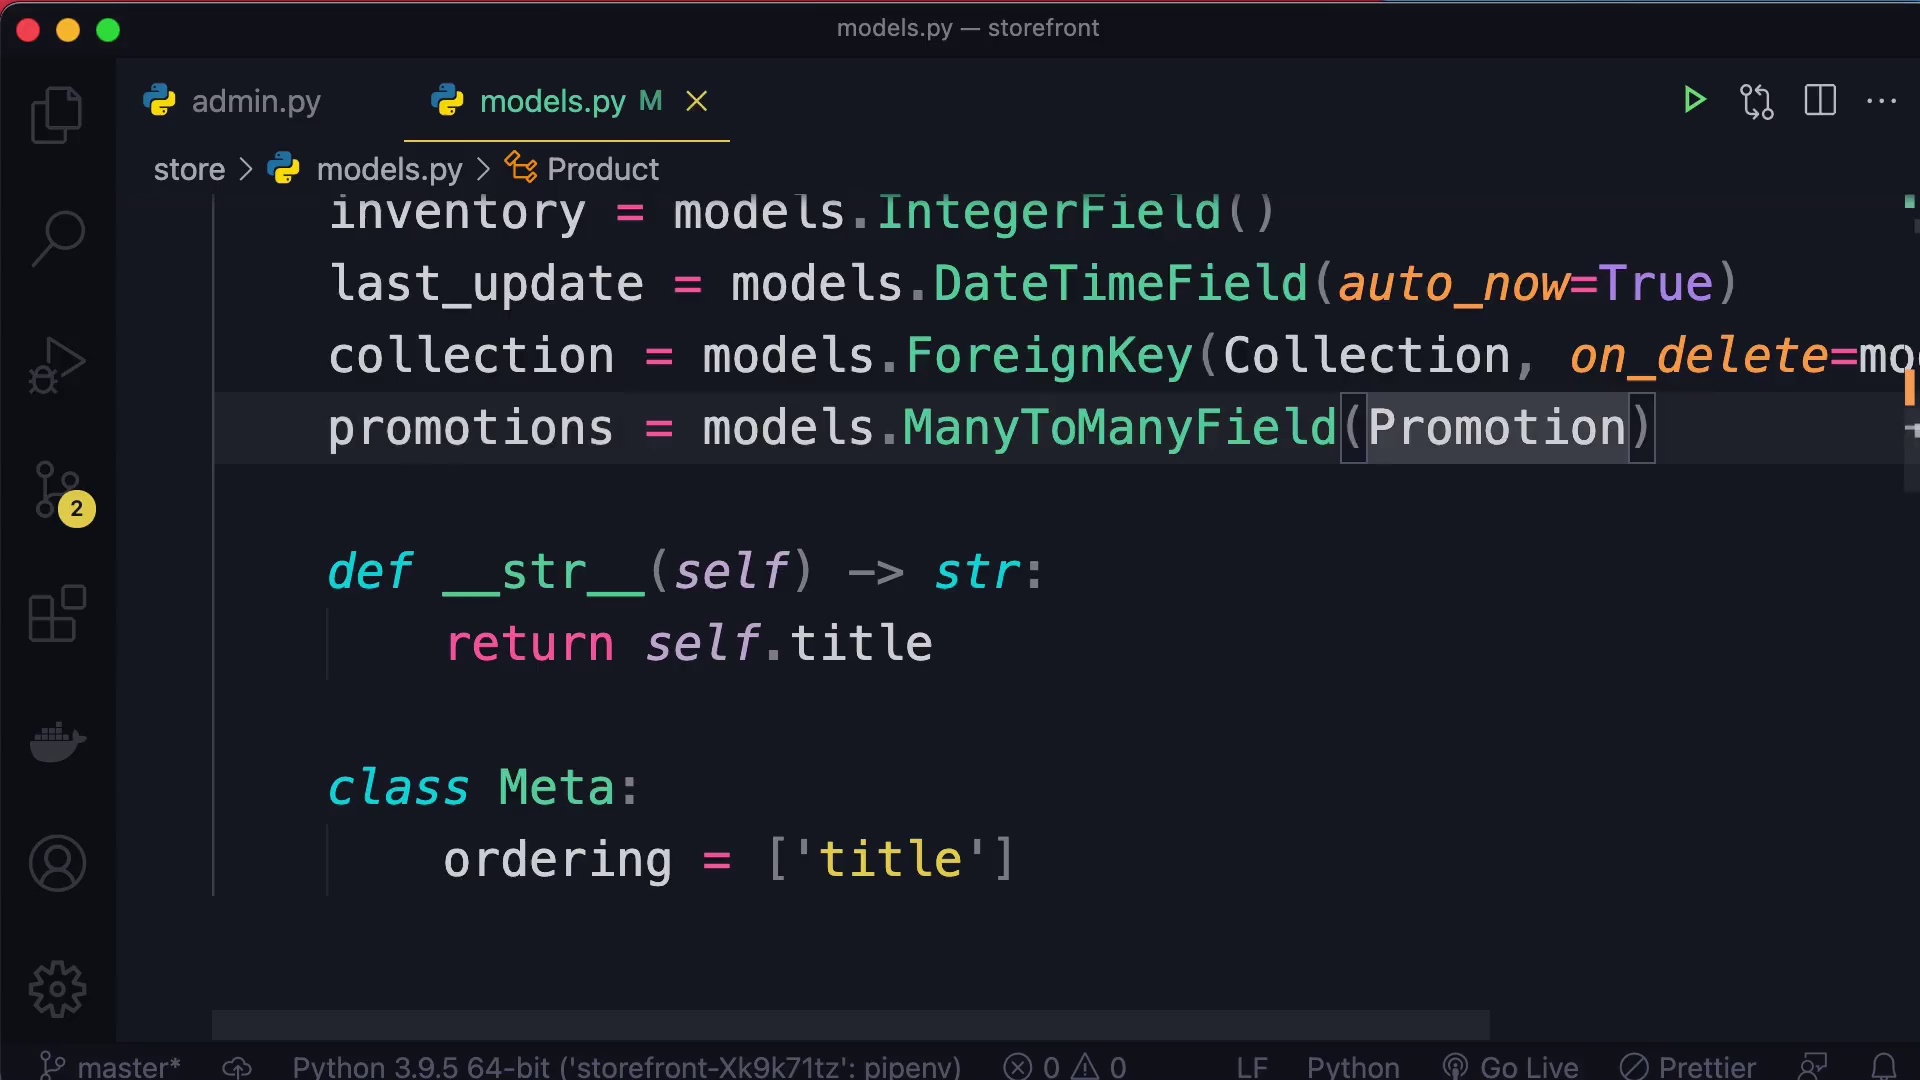 models.py — storefront
admin.py
models.py M
store > models.py > Product
inventory = models.IntegerField()
last_update = models.DateTimeField(auto_now=True)
collection = models.ForeignKey(Collection, on_delete=mo
promotions = models.ManyToManyField(Promotion)
def __str__(self) -> str:
return self.title
class Meta:
ordering = ['title']
2
master* Python 3.9.5 64-bit ('storefront-Xk9k71tz': pipenv) 0 0 LF Python Go Live Prettier